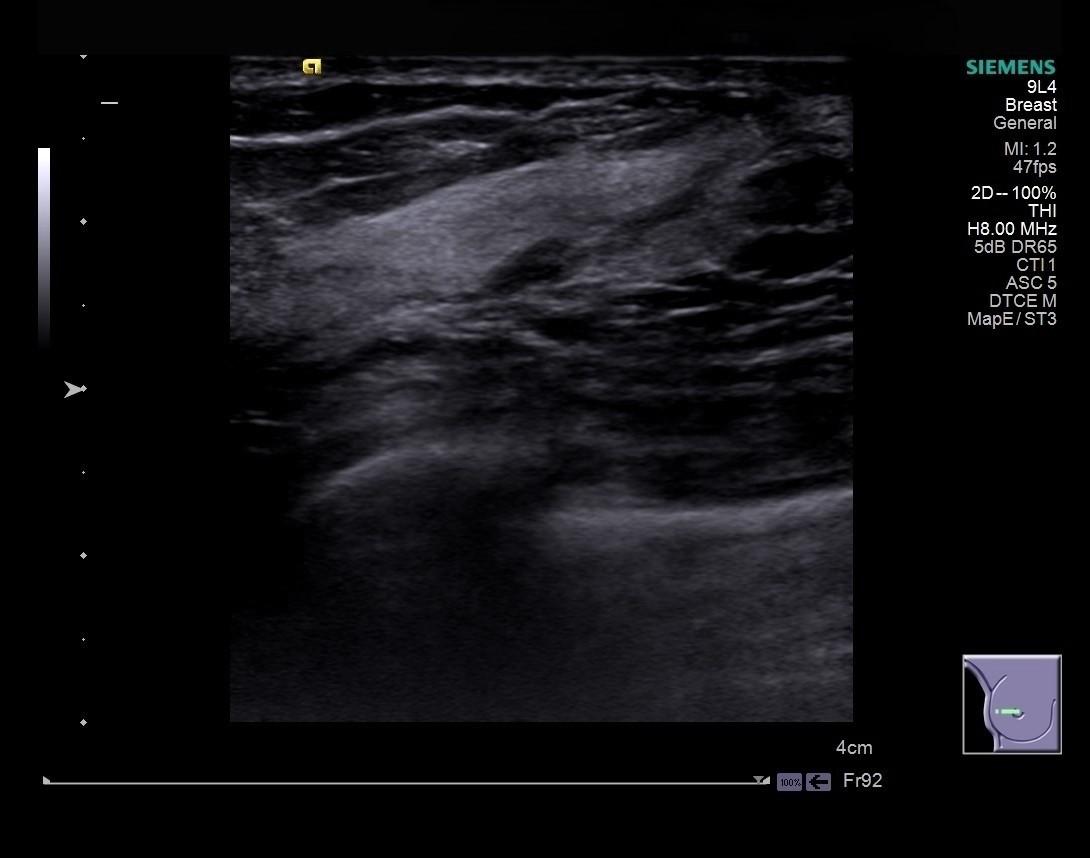 SIEMENS
9L4
Breast
General
MI: 1.2
47fps
2D--100%
THI
H8.00 MHz
5dB DR65
CTI 1
ASC 5
DTCE M
MapE / ST3
4cm
100%
Fr92